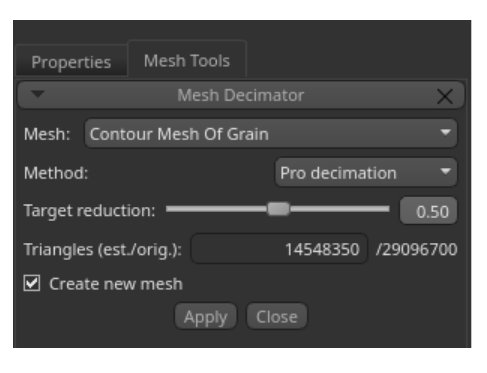 Properties Mesh Tools
Mesh Decimator
Mesh: Contour Mesh Of Grain
Method: Pro decimation
Target reduction: 0.50
Triangles (est./orig.): 14548350 /29096700
Create new mesh
Apply Close